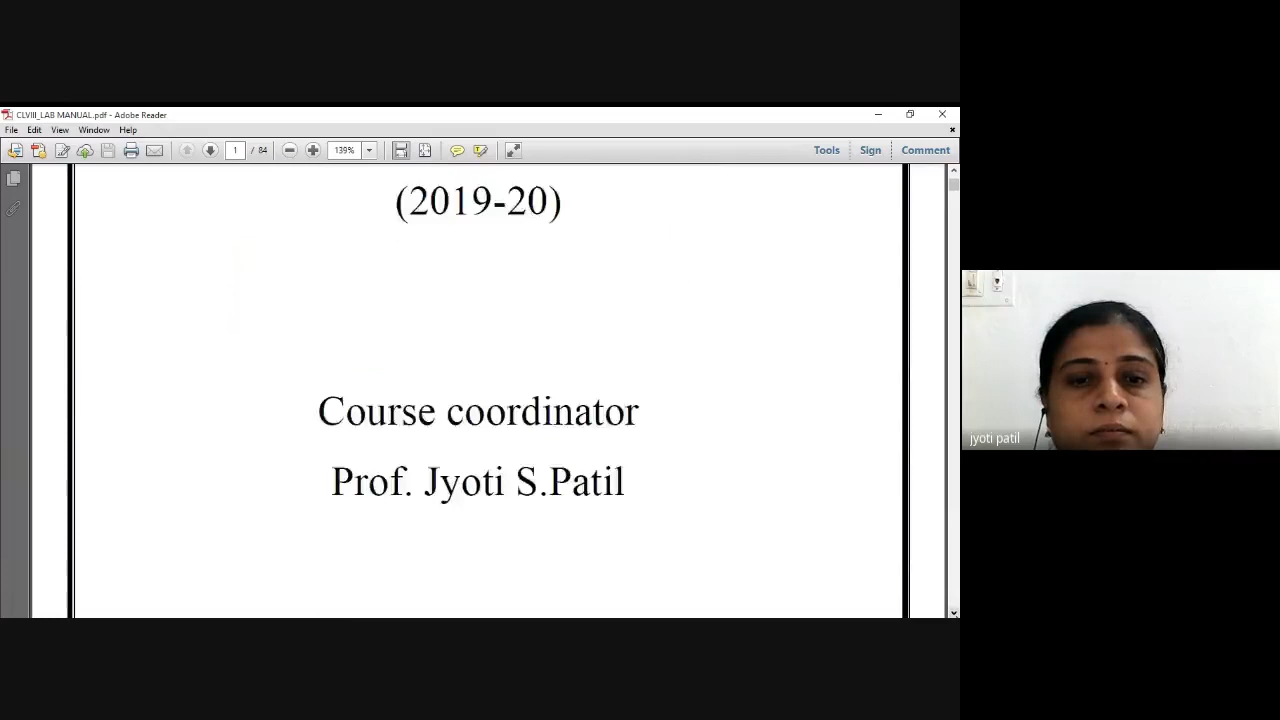 CLVIII_LAB MANUAL.pdf - Adobe Reader
File Edit View Window Help
1 / 84 139% Tools Sign Comment
(2019-20)
Course coordinator
Prof. Jyoti S.Patil
jyoti patil